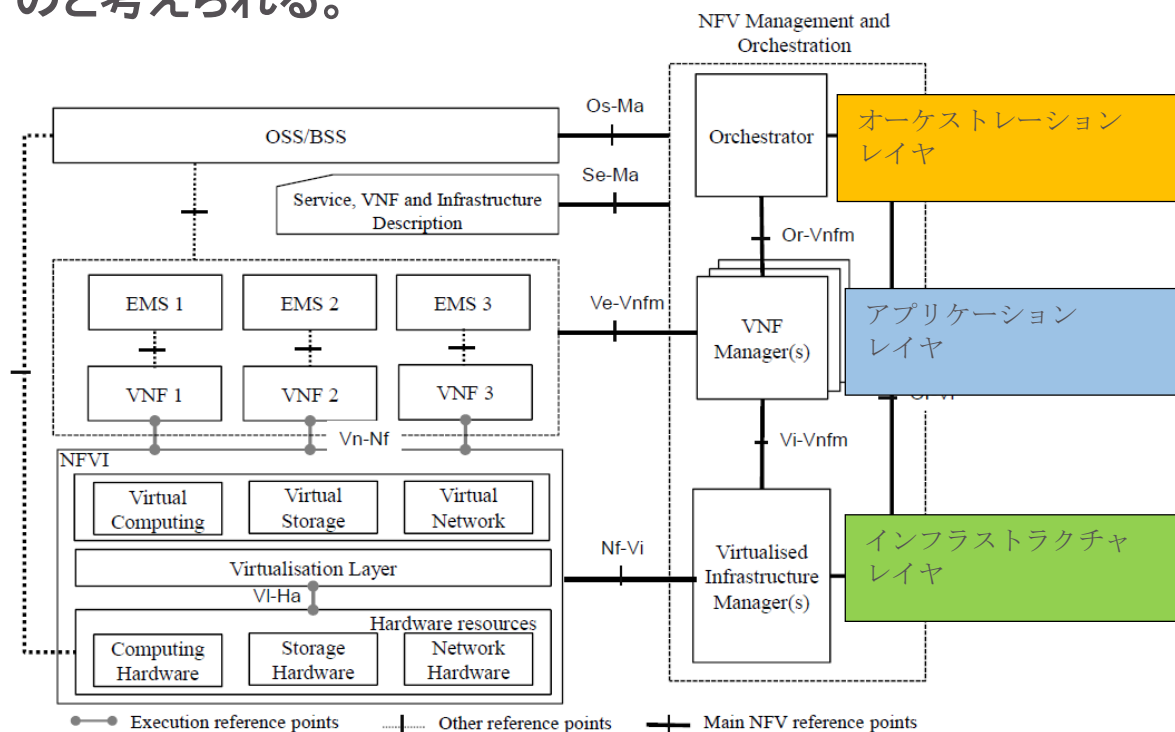 のと考えられる。
NFV Management and
Orchestration
OSS/BSS
Os-Ma
Orchestrator
オーケストレーション
レイヤ
Service, VNF and Infrastructure
Description
Se-Ma
Or-Vnfm
EMS 1
EMS 2
EMS 3
Ve-Vnfm
VNF
Manager(s)
アプリケーション
レイヤ
VNF 1
VNF 2
VNF 3
Vn-Nf
Vi-Vnfm
NFVI
Virtual
Computing
Virtual
Storage
Virtual
Network
Virtualisation Layer
Nf-Vi
Virtualised
Infrastructure
Manager(s)
インフラストラクチャ
レイヤ
Vl-Ha
Hardware resources
Computing
Hardware
Storage
Hardware
Network
Hardware
Execution reference points
Other reference points
Main NFV reference points